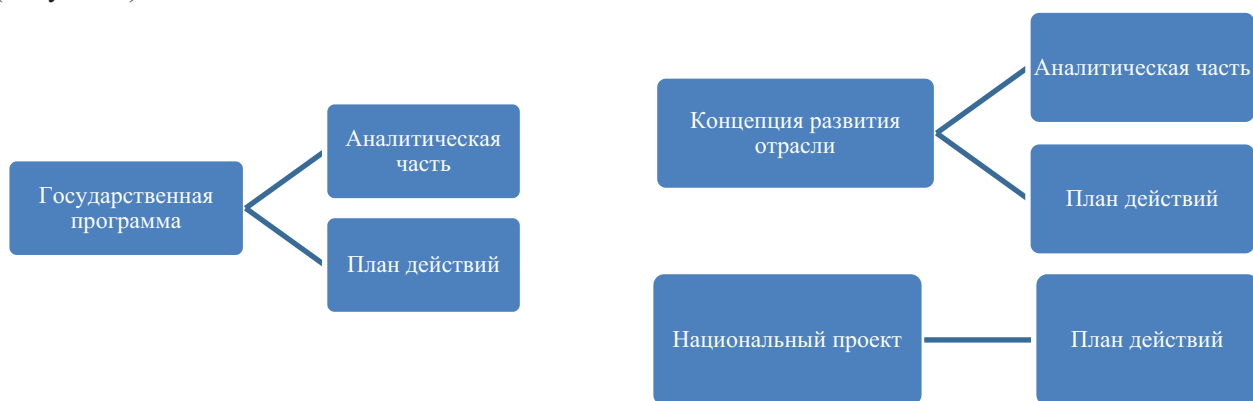 Государственная
программа
Аналитическая
часть
План действий
Концепция развития
отрасли
Аналитическая часть
План действий
Национальный проект
План действий